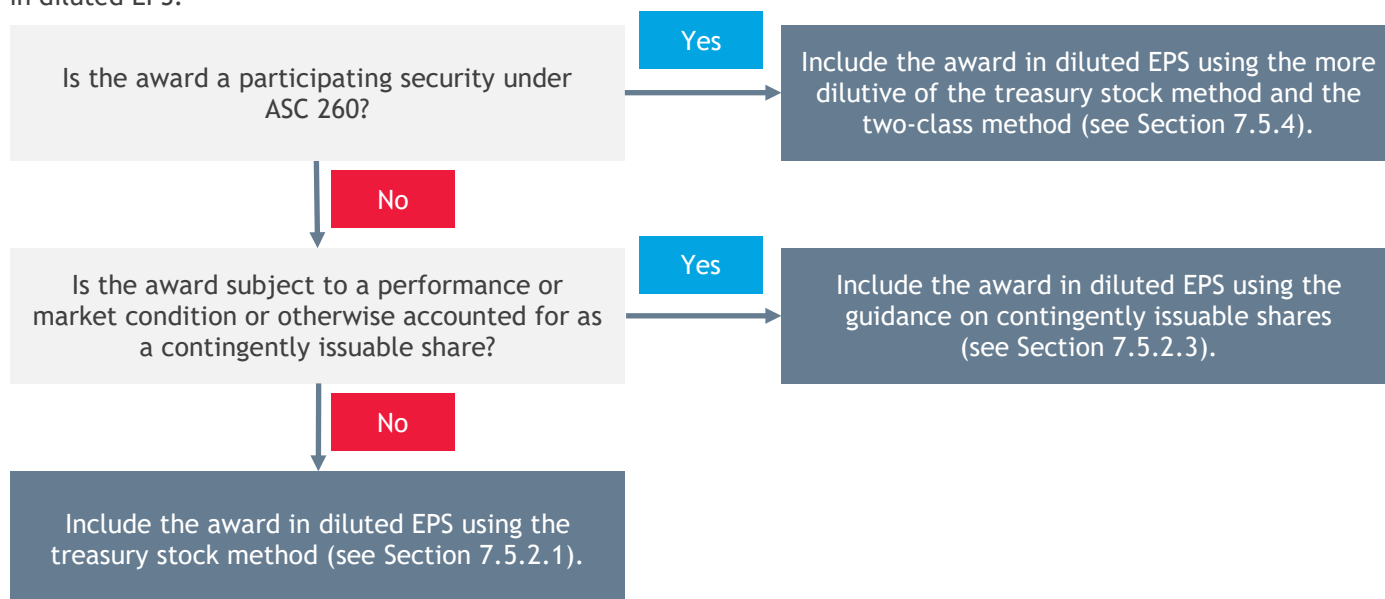 in diluted EPS.
Yes
Is the award a participating security under
ASC 260?
Include the award in diluted EPS using the more
dilutive of the treasury stock method and the
two-class method (see Section 7.5.4).
No
Yes
Is the award subject to a performance or
market condition or otherwise accounted for as
a contingently issuable share?
Include the award in diluted EPS using the
guidance on contingently issuable shares
(see Section 7.5.2.3).
No
Include the award in diluted EPS using the
treasury stock method (see Section 7.5.2.1).